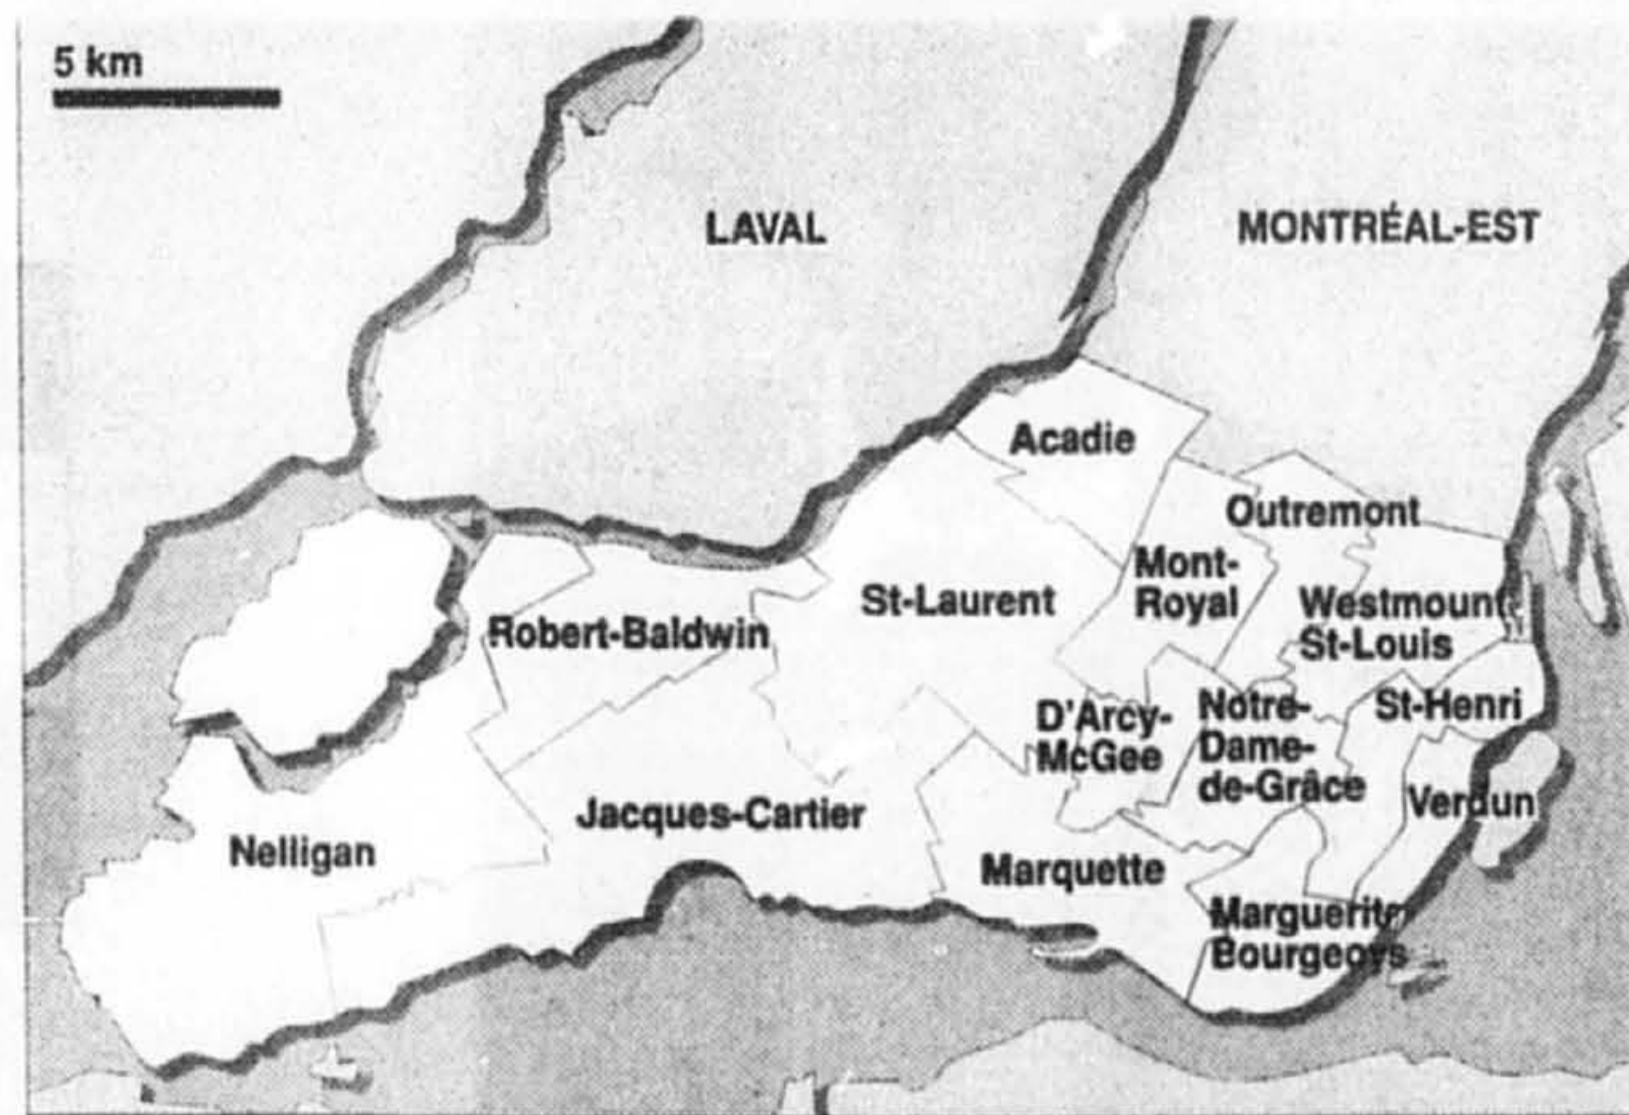 5 km
LAVAL
MONTRÉAL-EST
Acadie
Outremont
Mont-
Royal
St-Laurent
Westmount
St-Louis
Robert-Baldwin
D'Arcy-
McGee
Notre-
Dame-
de-Grâce
St-Henri
Jacques-Cartier
Verdun
Nelligan
Marquette
Marguerite
Bourgeoys